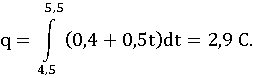 q = ∫_{4,5}^{5,5} (0,4 + 0,5t)dt = 2,9 C.